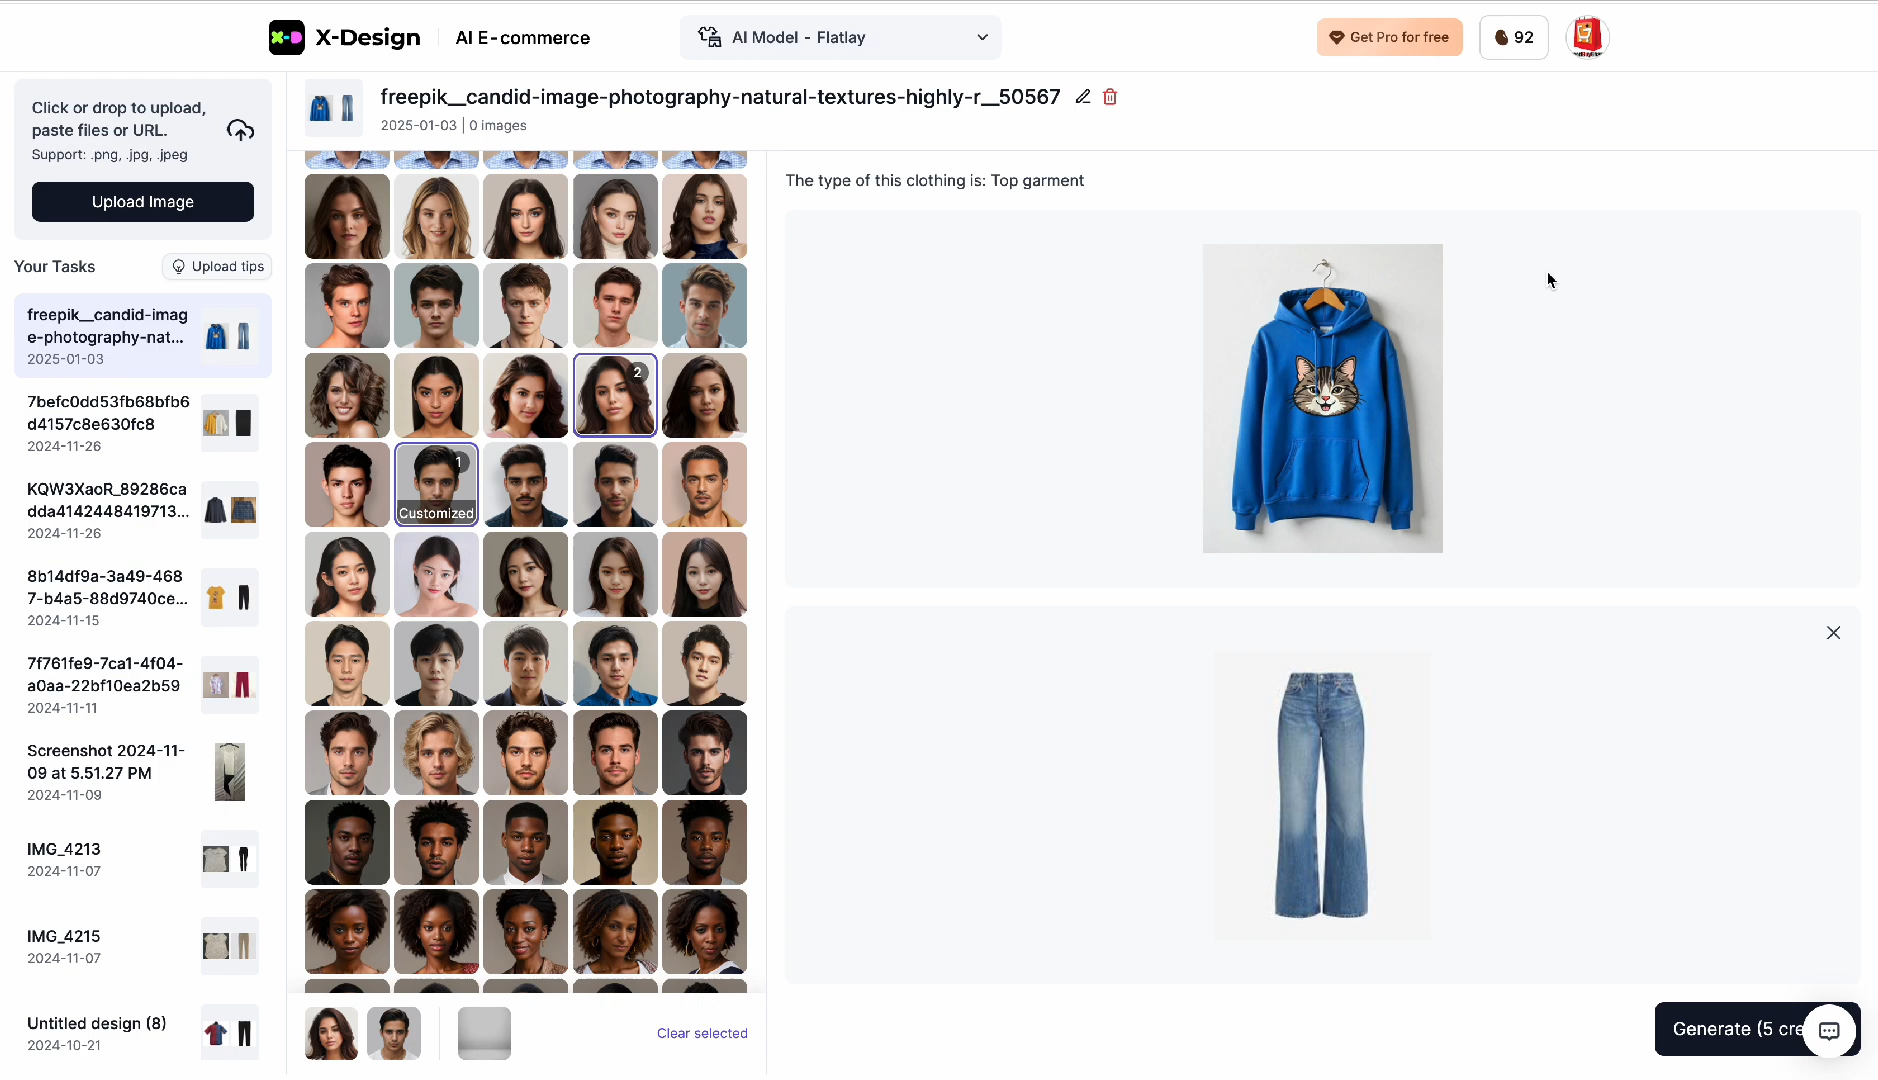 X-Design
AI E-commerce
AI Model - Flatlay
Get Pro for free
92
Click or drop to upload,
paste files or URL.
Support: .png, .jpg, .jpeg
Upload Image
Your Tasks
Upload tips
freepik__candid-imag
e-photography-nat...
2025-01-03
7befc0dd53fb68bfb6
d4157c8e630fc8
2024-11-26
KQW3XaoR_89286ca
dda4142448419713...
2024-11-26
8b14df9a-3a49-468
7-b4a5-88d9740ce...
2024-11-15
7f761fe9-7ca1-4f04-
a0aa-22bf10ea2b59
2024-11-11
Screenshot 2024-11-
09 at 5.51.27 PM
2024-11-09
IMG_4213
2024-11-07
IMG_4215
2024-11-07
Untitled design (8)
2024-10-21
freepik__candid-image-photography-natural-textures-highly-r__50567
2025-01-03 | 0 images
2
1
Customized
Clear selected
The type of this clothing is: Top garment
Generate (5 cre